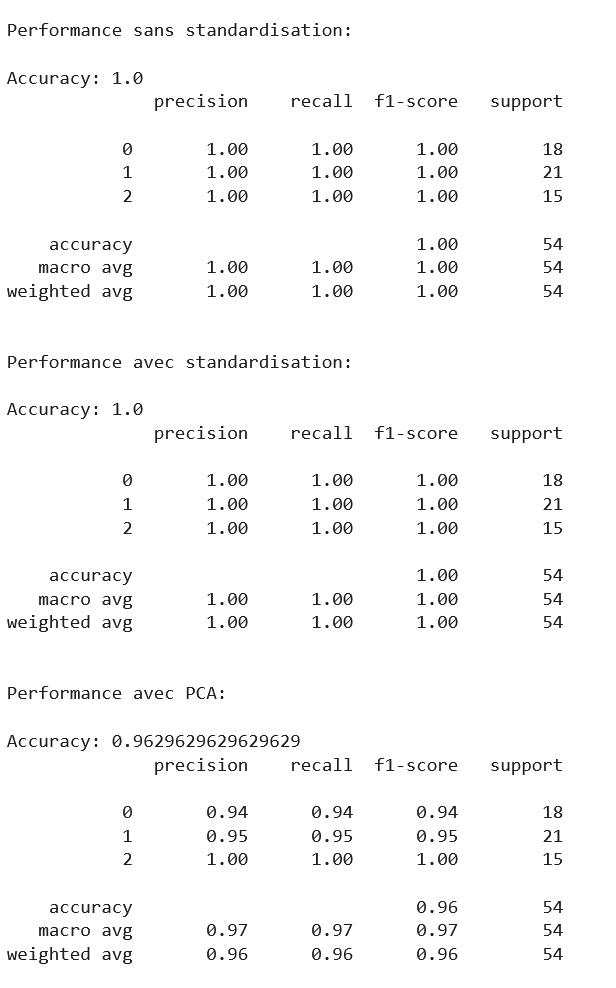 Performance sans standardisation:
Accuracy: 1.0
precision recall f1-score support
0 1.00 1.00 1.00 18
1 1.00 1.00 1.00 21
2 1.00 1.00 1.00 15
accuracy 1.00 54
macro avg 1.00 1.00 1.00 54
weighted avg 1.00 1.00 1.00 54
Performance avec standardisation:
Accuracy: 1.0
precision recall f1-score support
0 1.00 1.00 1.00 18
1 1.00 1.00 1.00 21
2 1.00 1.00 1.00 15
accuracy 1.00 54
macro avg 1.00 1.00 1.00 54
weighted avg 1.00 1.00 1.00 54
Performance avec PCA:
Accuracy: 0.9629629629629629
precision recall f1-score support
0 0.94 0.94 0.94 18
1 0.95 0.95 0.95 21
2 1.00 1.00 1.00 15
accuracy 0.96 54
macro avg 0.97 0.97 0.97 54
weighted avg 0.96 0.96 0.96 54